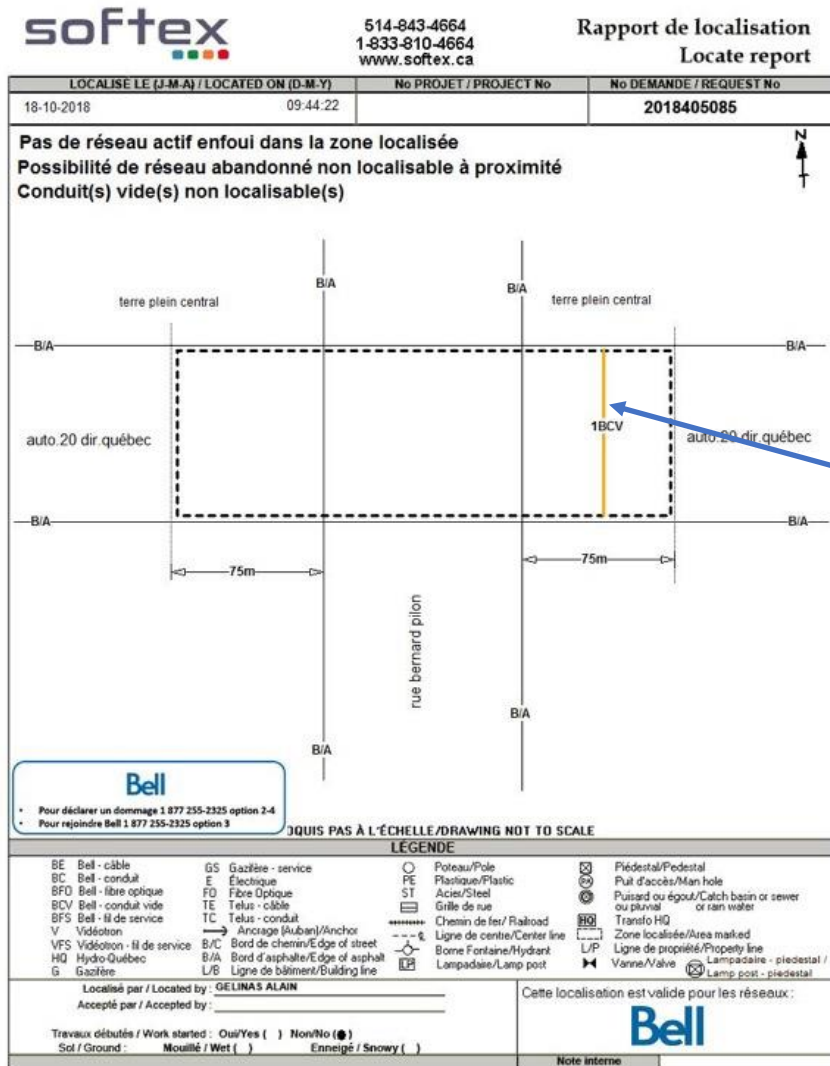 softex
514-843-4664
1-833-810-4664
www.softex.ca
Rapport de localisation
Locate report
LOCALISÉ LE (J-M-A) / LOCATED ON (D-M-Y)
No PROJET / PROJECT No
No DEMANDE / REQUEST No
18-10-2018 09:44:22
2018405085
Pas de réseau actif enfoui dans la zone localisée
Possibilité de réseau abandonné non localisable à proximité
Conduit(s) vide(s) non localisable(s)
N
B/A
B/A
terre plein central
terre plein central
B/A
B/A
1BCV
auto.20 dir.québec
auto.20 dir.québec
B/A
B/A
75m
75m
rue bernard pilon
B/A
B/A
Bell
• Pour déclarer un dommage 1 877 255-2325 option 2-4
• Pour rejoindre Bell 1 877 255-2325 option 3
OQUIS PAS À L'ÉCHELLE/DRAWING NOT TO SCALE
LÉGENDE
BE Bell - câble
BC Bell - conduit
BFO Bell - fibre optique
BCV Bell - conduit vide
BFS Bell - fil de service
V Vidéotron
VFS Vidéotron - fil de service
HQ Hydro-Québec
G Gazifère
GS Gazifère - service
E Électrique
FO Fibre Optique
TE Telus - câble
TC Telus - conduit
Ancrage (Auban)/Anchor
B/C Bord de chemin/Edge of street
B/A Bord d'asphalte/Edge of asphalt
L/B Ligne de bâtiment/Building line
Poteau/Pole
PE Plastique/Plastic
ST Acier/Steel
Grille de rue
Chemin de fer/ Railroad
Ligne de centre/Center line
Borne Fontaine/Hydrant
LP Lampadaire/Lamp post
Piédestal/Pedestal
PA Puit d'accès/Man hole
Puisard ou égout/Catch basin or sewer
ou pluvial or rain water
HQ Transfo HQ
Zone localisée/Area marked
L/P Ligne de propriété/Property line
Vanne/Valve
Lampadaire - piedestal /
Lamp post - piedestal
Localisé par / Located by : GELINAS ALAIN
Accepté par / Accepted by :
Travaux débutés / Work started : Oui/Yes ( ) Non/No (●)
Sol / Ground : Mouillé / Wet ( ) Enneigé / Snowy ( )
Cette localisation est valide pour les réseaux :
Bell
Note interne